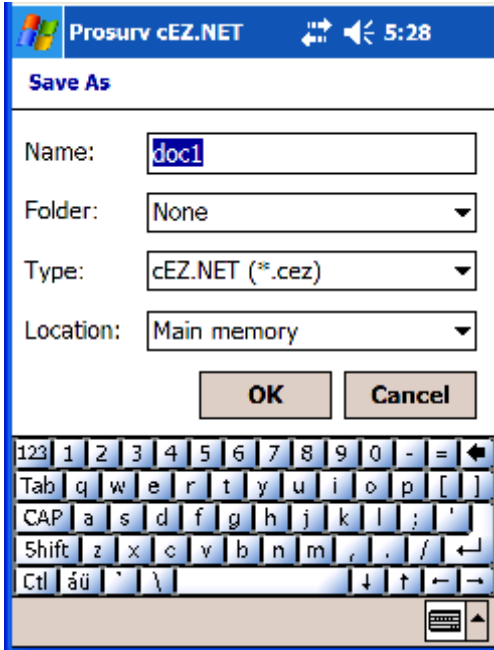 Prosurv cEZ.NET 5:28
Save As
Name: doc1
Folder: None
Type: cEZ.NET (*.cez)
Location: Main memory
OK Cancel
123 1 2 3 4 5 6 7 8 9 0 - =
Tab q w e r t y u i o p [ ]
CAP a s d f g h j k l ; '
Shift z x c v b n m , . /
Ctl áü ` \